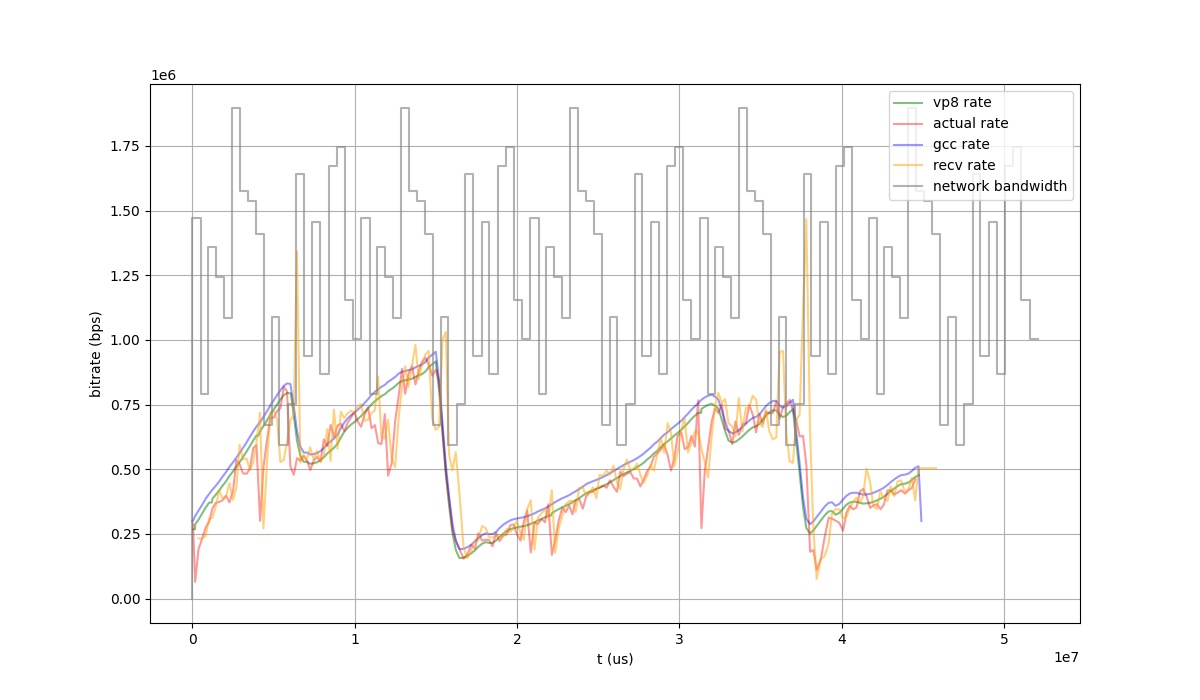 1e6
vp8 rate
actual rate
gcc rate
recv rate
network bandwidth
1.75
1.50
1.25
1.00
0.75
0.50
0.25
0.00
bitrate (bps)
0 1 2 3 4 5
t (us)
1e7